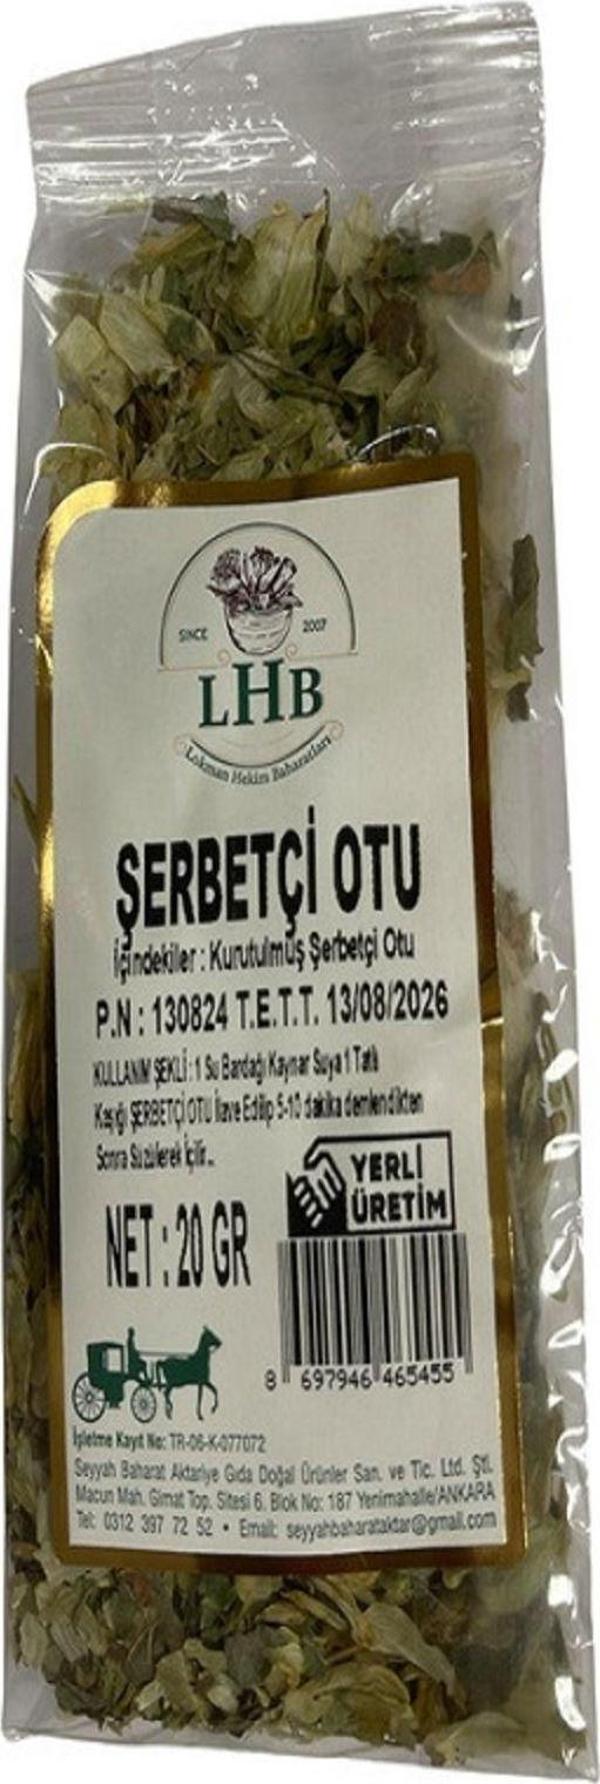 SINCE 2007
LHB
Lokman Hekim Baharatları
ŞERBETÇİ OTU
İçindekiler : Kurutulmuş Şerbetçi Otu
P.N : 130824 T.E.T.T. 13/08/2026
KULLANIM ŞEKLİ : 1 Su Bardağı Kaynar Suya 1 Tatlı
Kaşığı ŞERBETÇİ OTU İlave Edilip 5-10 dakika demlendikten
Sonra Süzülerek İçilir..
YERLİ
ÜRETİM
NET : 20 GR
8 697946 465455
İşletme Kayıt No: TR-06-K-077072
Seyyah Baharat Aktariye Gıda Doğal Ürünler San. ve Tic. Ltd. Şti.
Macun Mah. Gimat Top. Sitesi 6. Blok No: 187 Yenimahalle/ANKARA
Tel: 0312 397 72 52 • Email: seyyahbaharataktar@gmail.com